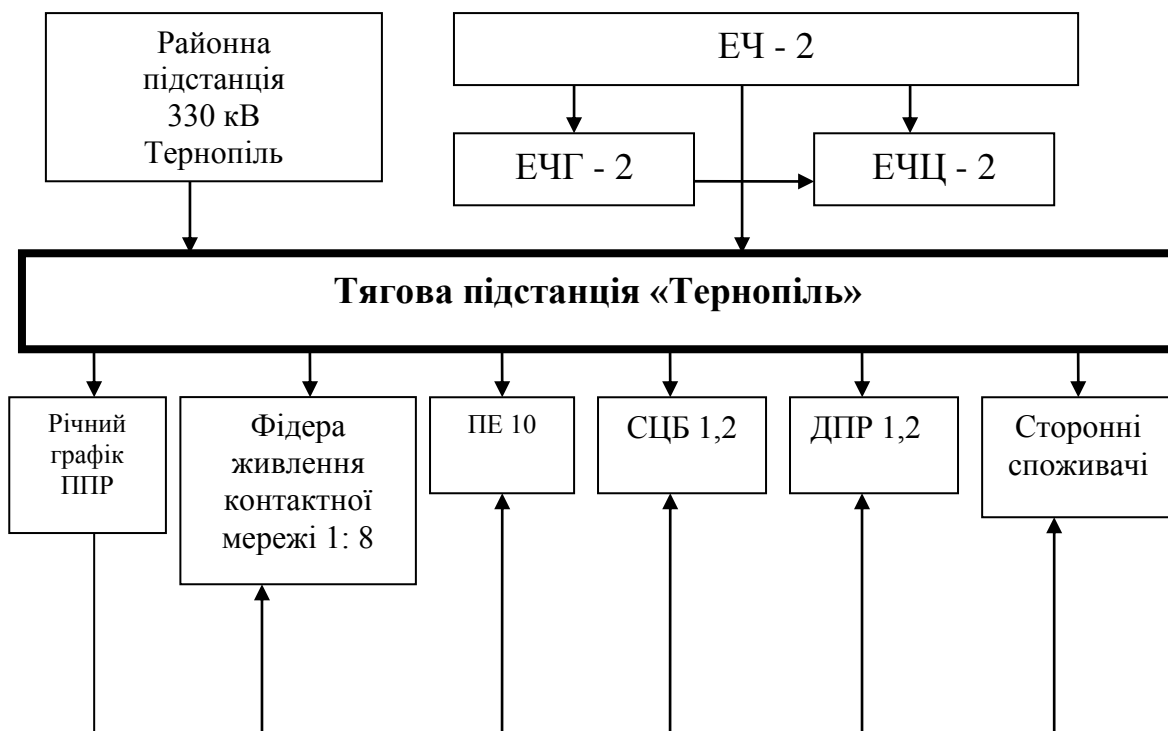 Районна
підстанція
330 кВ
Тернопіль
ЕЧ - 2
ЕЧГ - 2
ЕЧЦ - 2
Тягова підстанція «Тернопіль»
Річний
графік
ППР
Фідера
живлення
контактної
мережі 1: 8
ПЕ 10
СЦБ 1,2
ДПР 1,2
Сторонні
споживачі